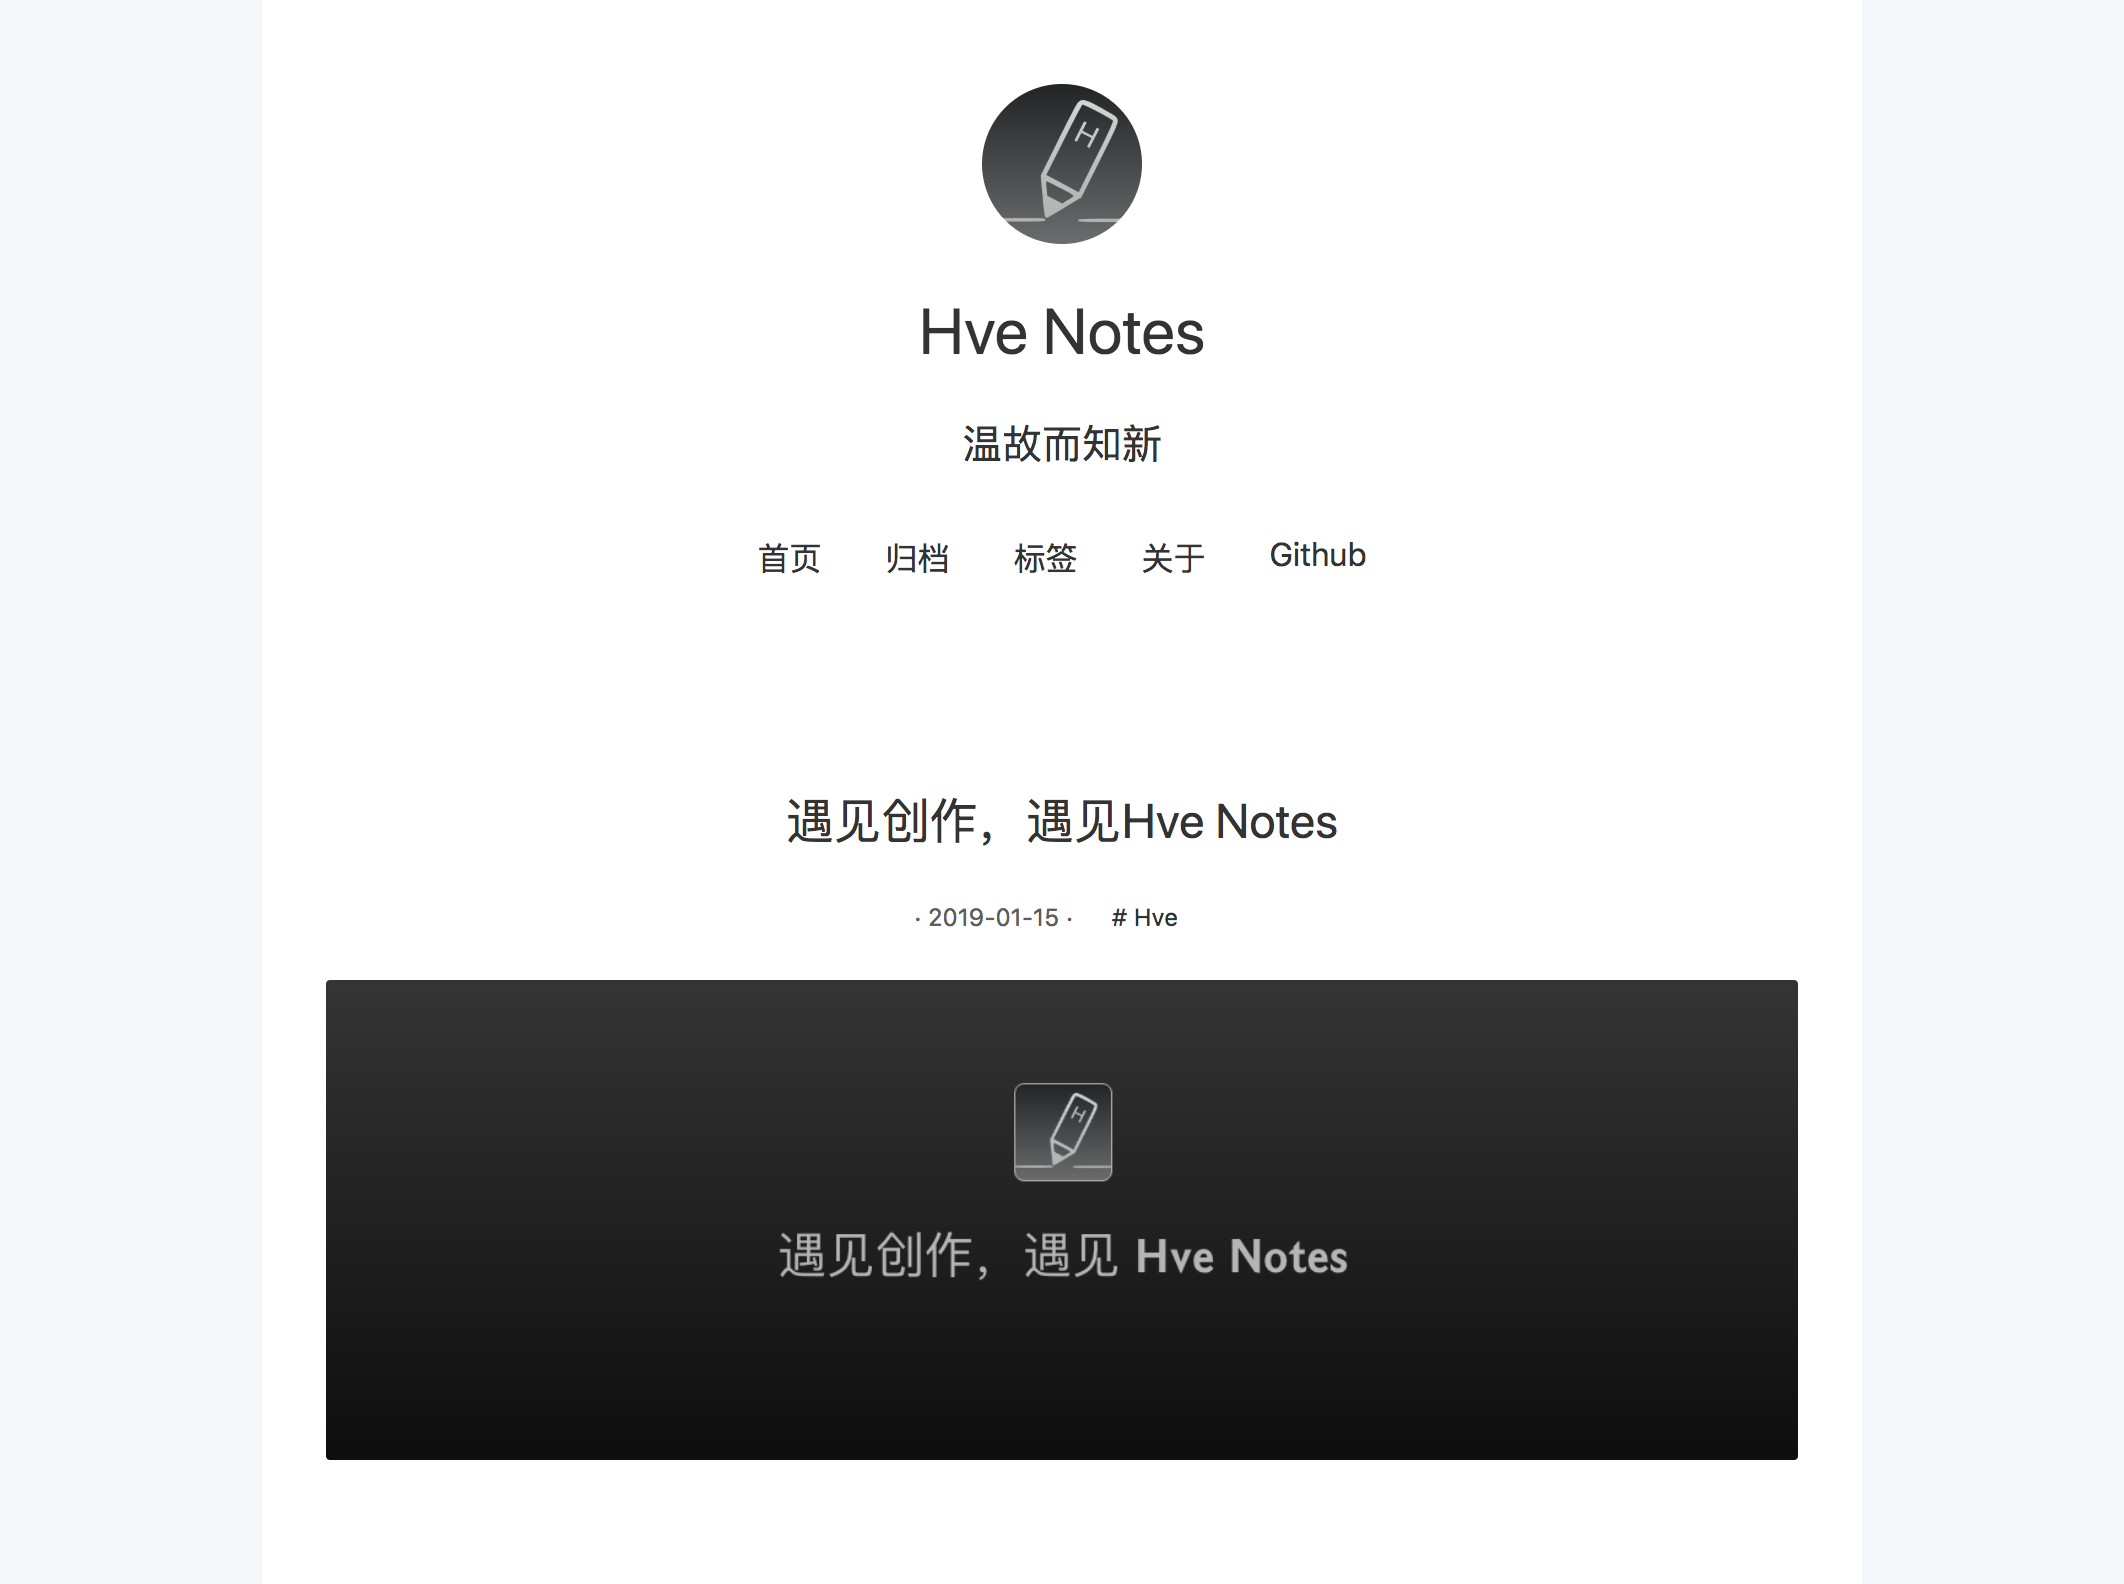 H
Hve Notes
温故而知新
首页 归档 标签 关于 Github
遇见创作，遇见Hve Notes
· 2019-01-15 · # Hve
H
遇见创作，遇见 Hve Notes